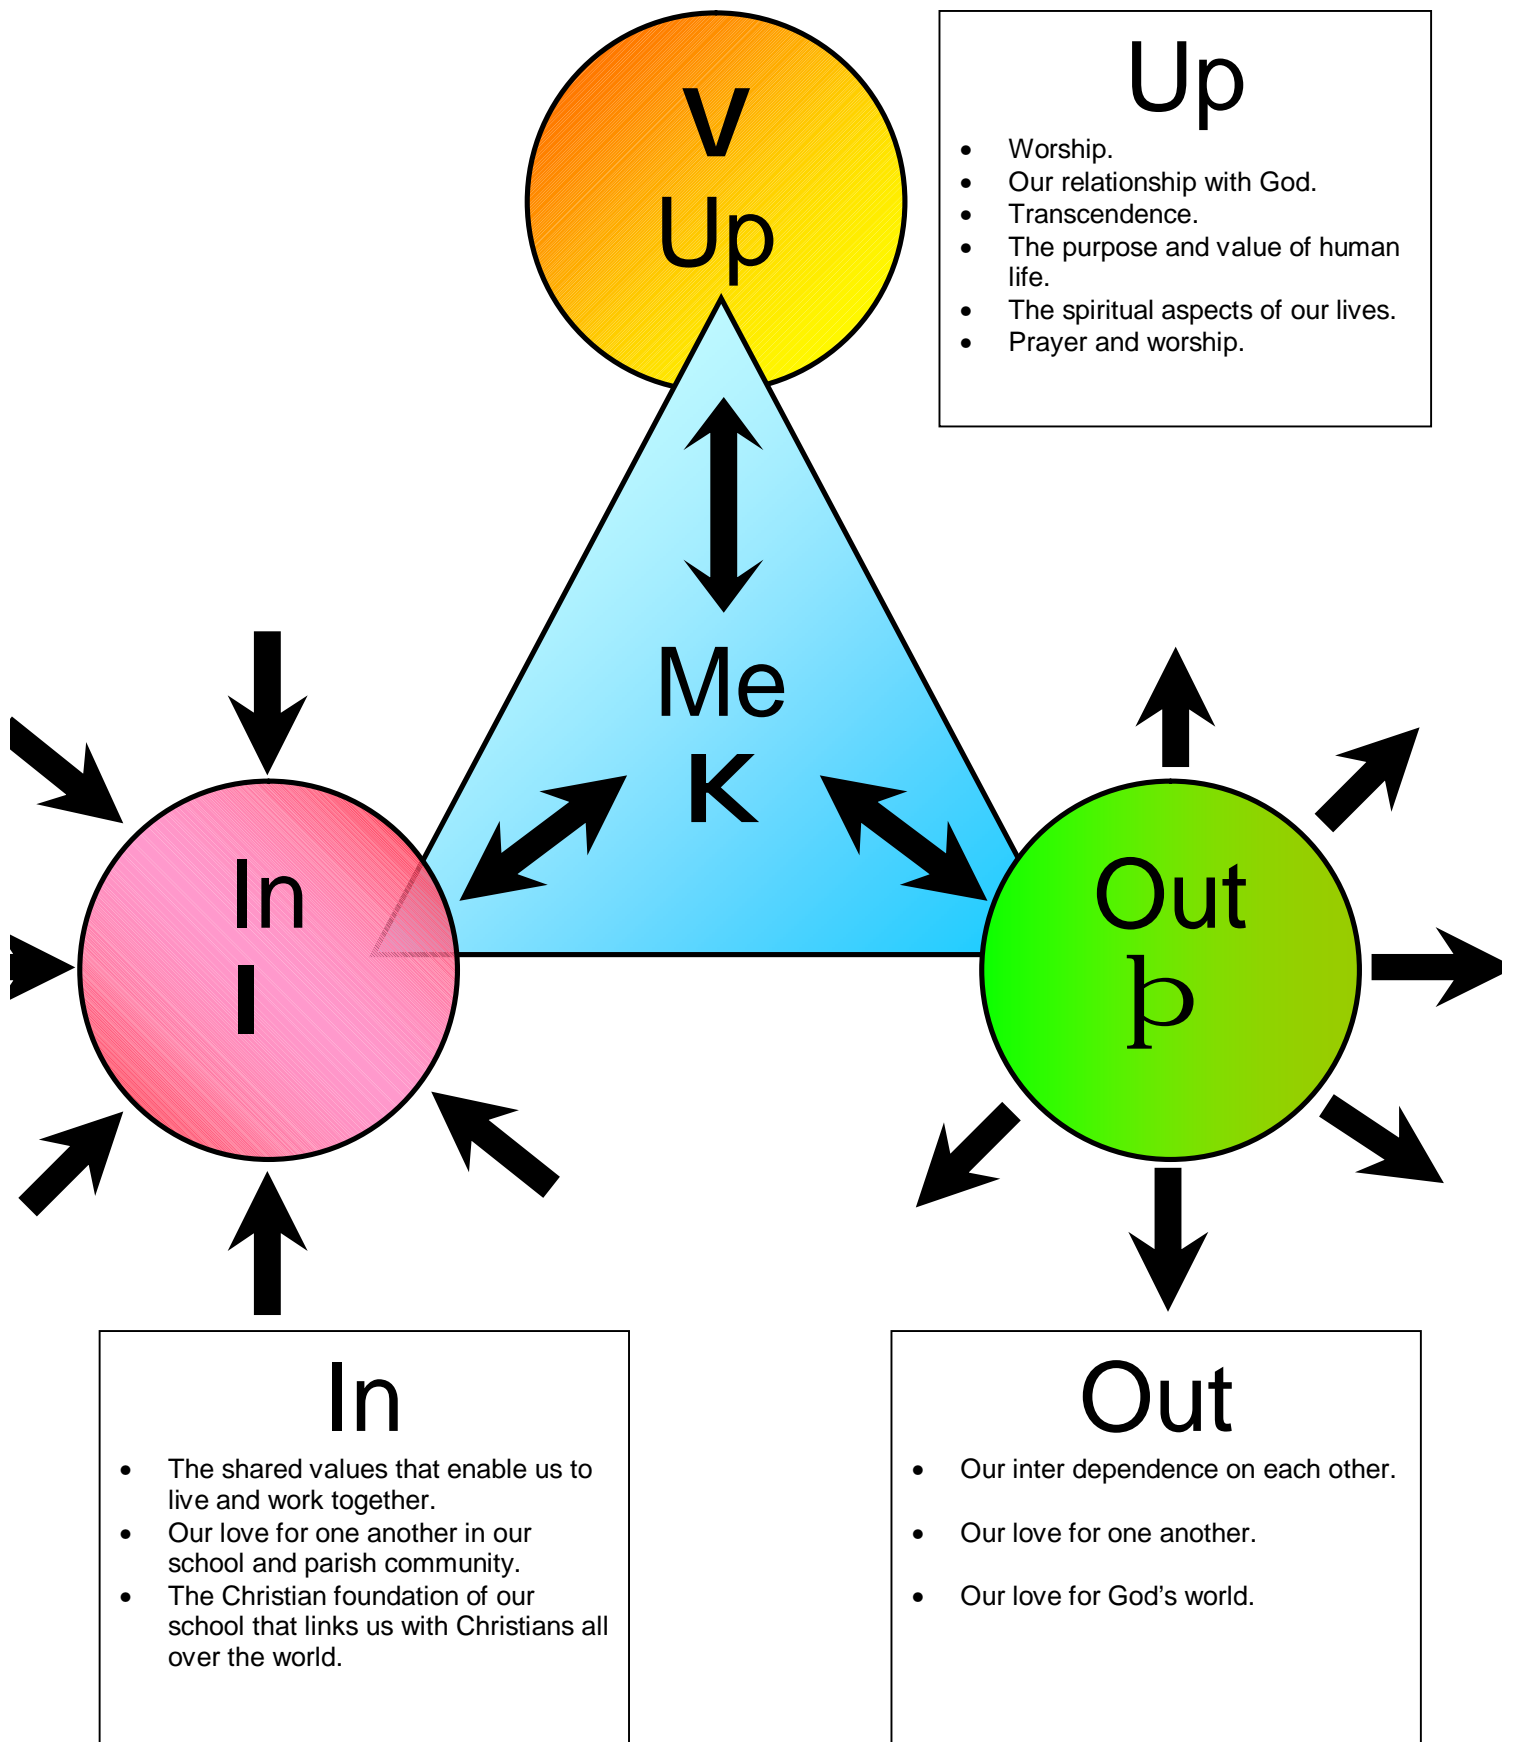 V
Up
Up
• Worship.
• Our relationship with God.
• Transcendence.
• The purpose and value of human
life.
• The spiritual aspects of our lives.
• Prayer and worship.
Me
K
In
I
Out
þ
In
• The shared values that enable us to
live and work together.
• Our love for one another in our
school and parish community.
• The Christian foundation of our
school that links us with Christians all
over the world.
Out
• Our inter dependence on each other.
• Our love for one another.
• Our love for God’s world.